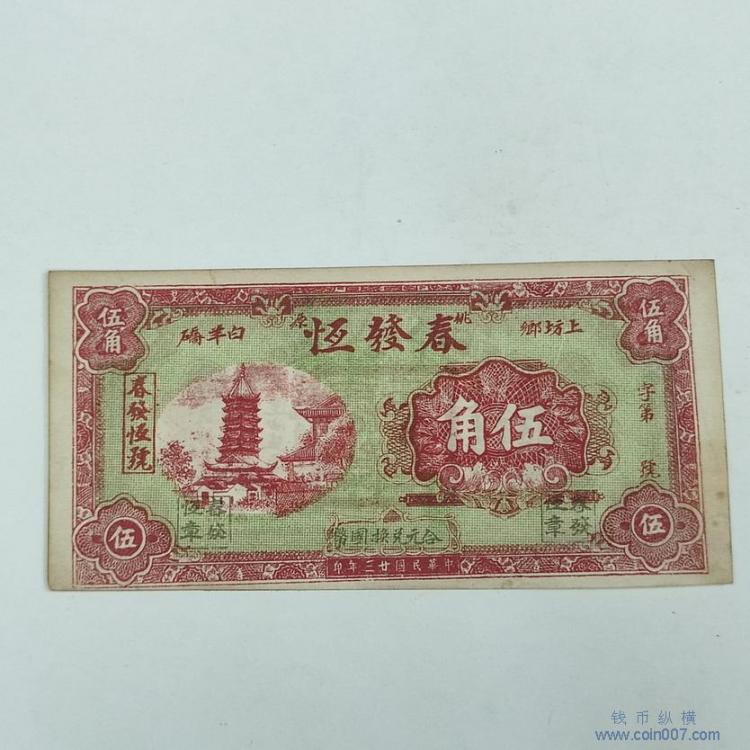 伍角
伍角
上坊鄉
桃源
白羊橋
春發恆
春發恆號
伍角
字第 號
春發恆章
春發恆章
伍
伍
合元兑換國幣
中華民國廿三年印
钱币纵横
www.coin007.com